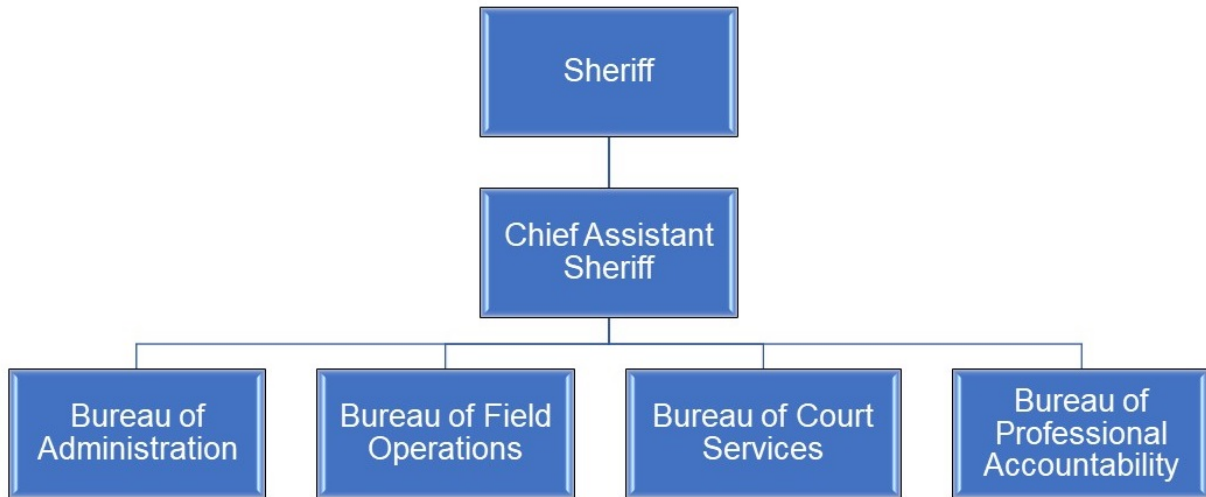 Sheriff
Chief Assistant
Sheriff
Bureau of
Administration
Bureau of Field
Operations
Bureau of Court
Services
Bureau of
Professional
Accountability